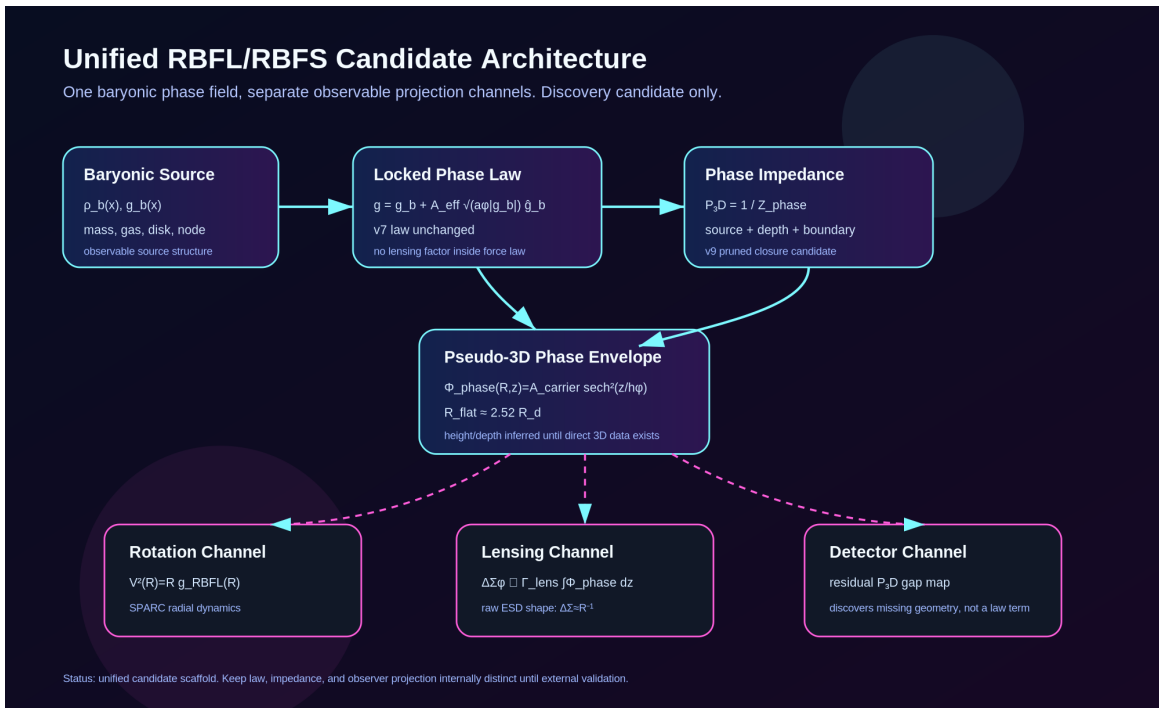 Unified RBFL/RBFS Candidate Architecture
One baryonic phase field, separate observable projection channels. Discovery candidate only.
Baryonic Source
ρ_b(x), g_b(x)
mass, gas, disk, node
observable source structure
Locked Phase Law
g = g_b + A_eff √(aφ|g_b|) ĝ_b
v7 law unchanged
no lensing factor inside force law
Phase Impedance
P₃D = 1 / Z_phase
source + depth + boundary
v9 pruned closure candidate
Pseudo-3D Phase Envelope
Φ_phase(R,z)=A_carrier sech²(z/hφ)
R_flat ≈ 2.52 R_d
height/depth inferred until direct 3D data exists
Rotation Channel
V²(R)=R g_RBFL(R)
SPARC radial dynamics
Lensing Channel
ΔΣφ □ Γ_lens ∫Φ_phase dz
raw ESD shape: ΔΣ≈R⁻¹
Detector Channel
residual P₃D gap map
discovers missing geometry, not a law term
Status: unified candidate scaffold. Keep law, impedance, and observer projection internally distinct until external validation.